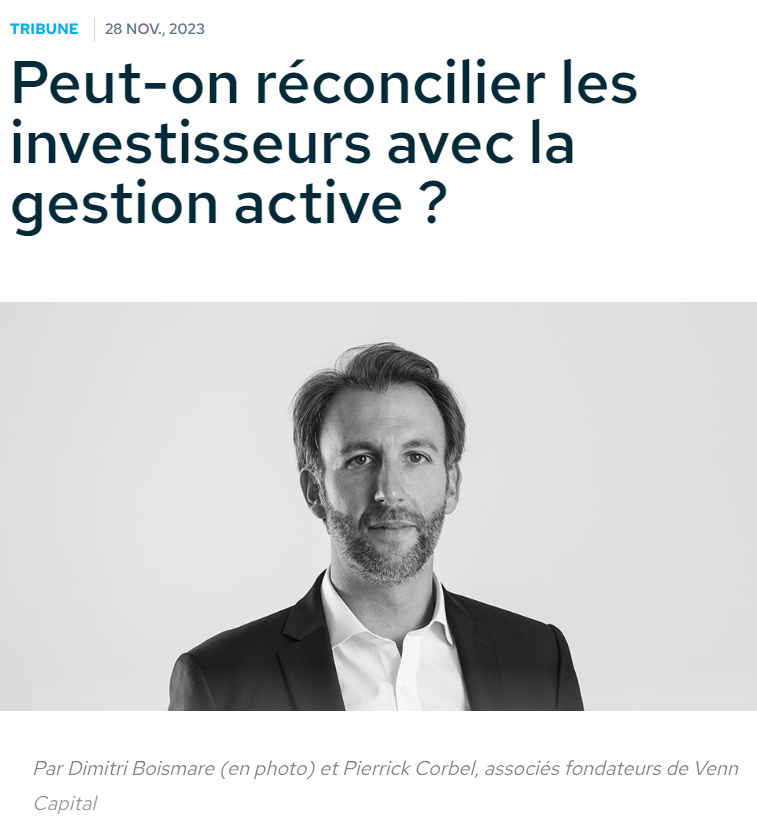 TRIBUNE 28 NOV., 2023
Peut-on réconcilier les
investisseurs avec la
gestion active ?
Par Dimitri Boismare (en photo) et Pierrick Corbel, associés fondateurs de Venn
Capital